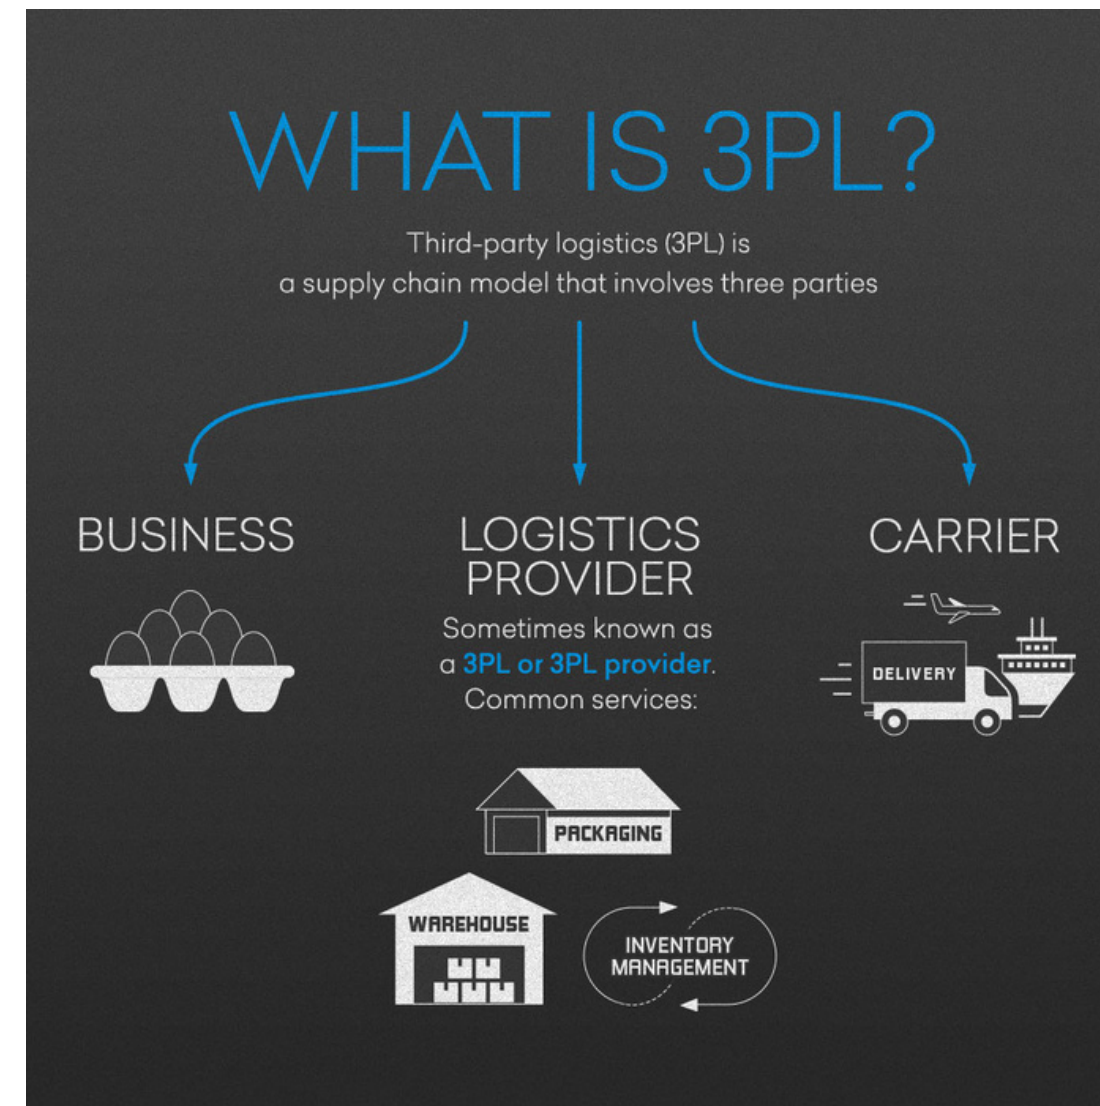 WHAT IS 3PL?
Third-party logistics (3PL) is
a supply chain model that involves three parties
BUSINESS
LOGISTICS
PROVIDER
Sometimes known as
a 3PL or 3PL provider.
Common services:
CARRIER
DELIVERY
PACKAGING
WAREHOUSE
INVENTORY
MANAGEMENT